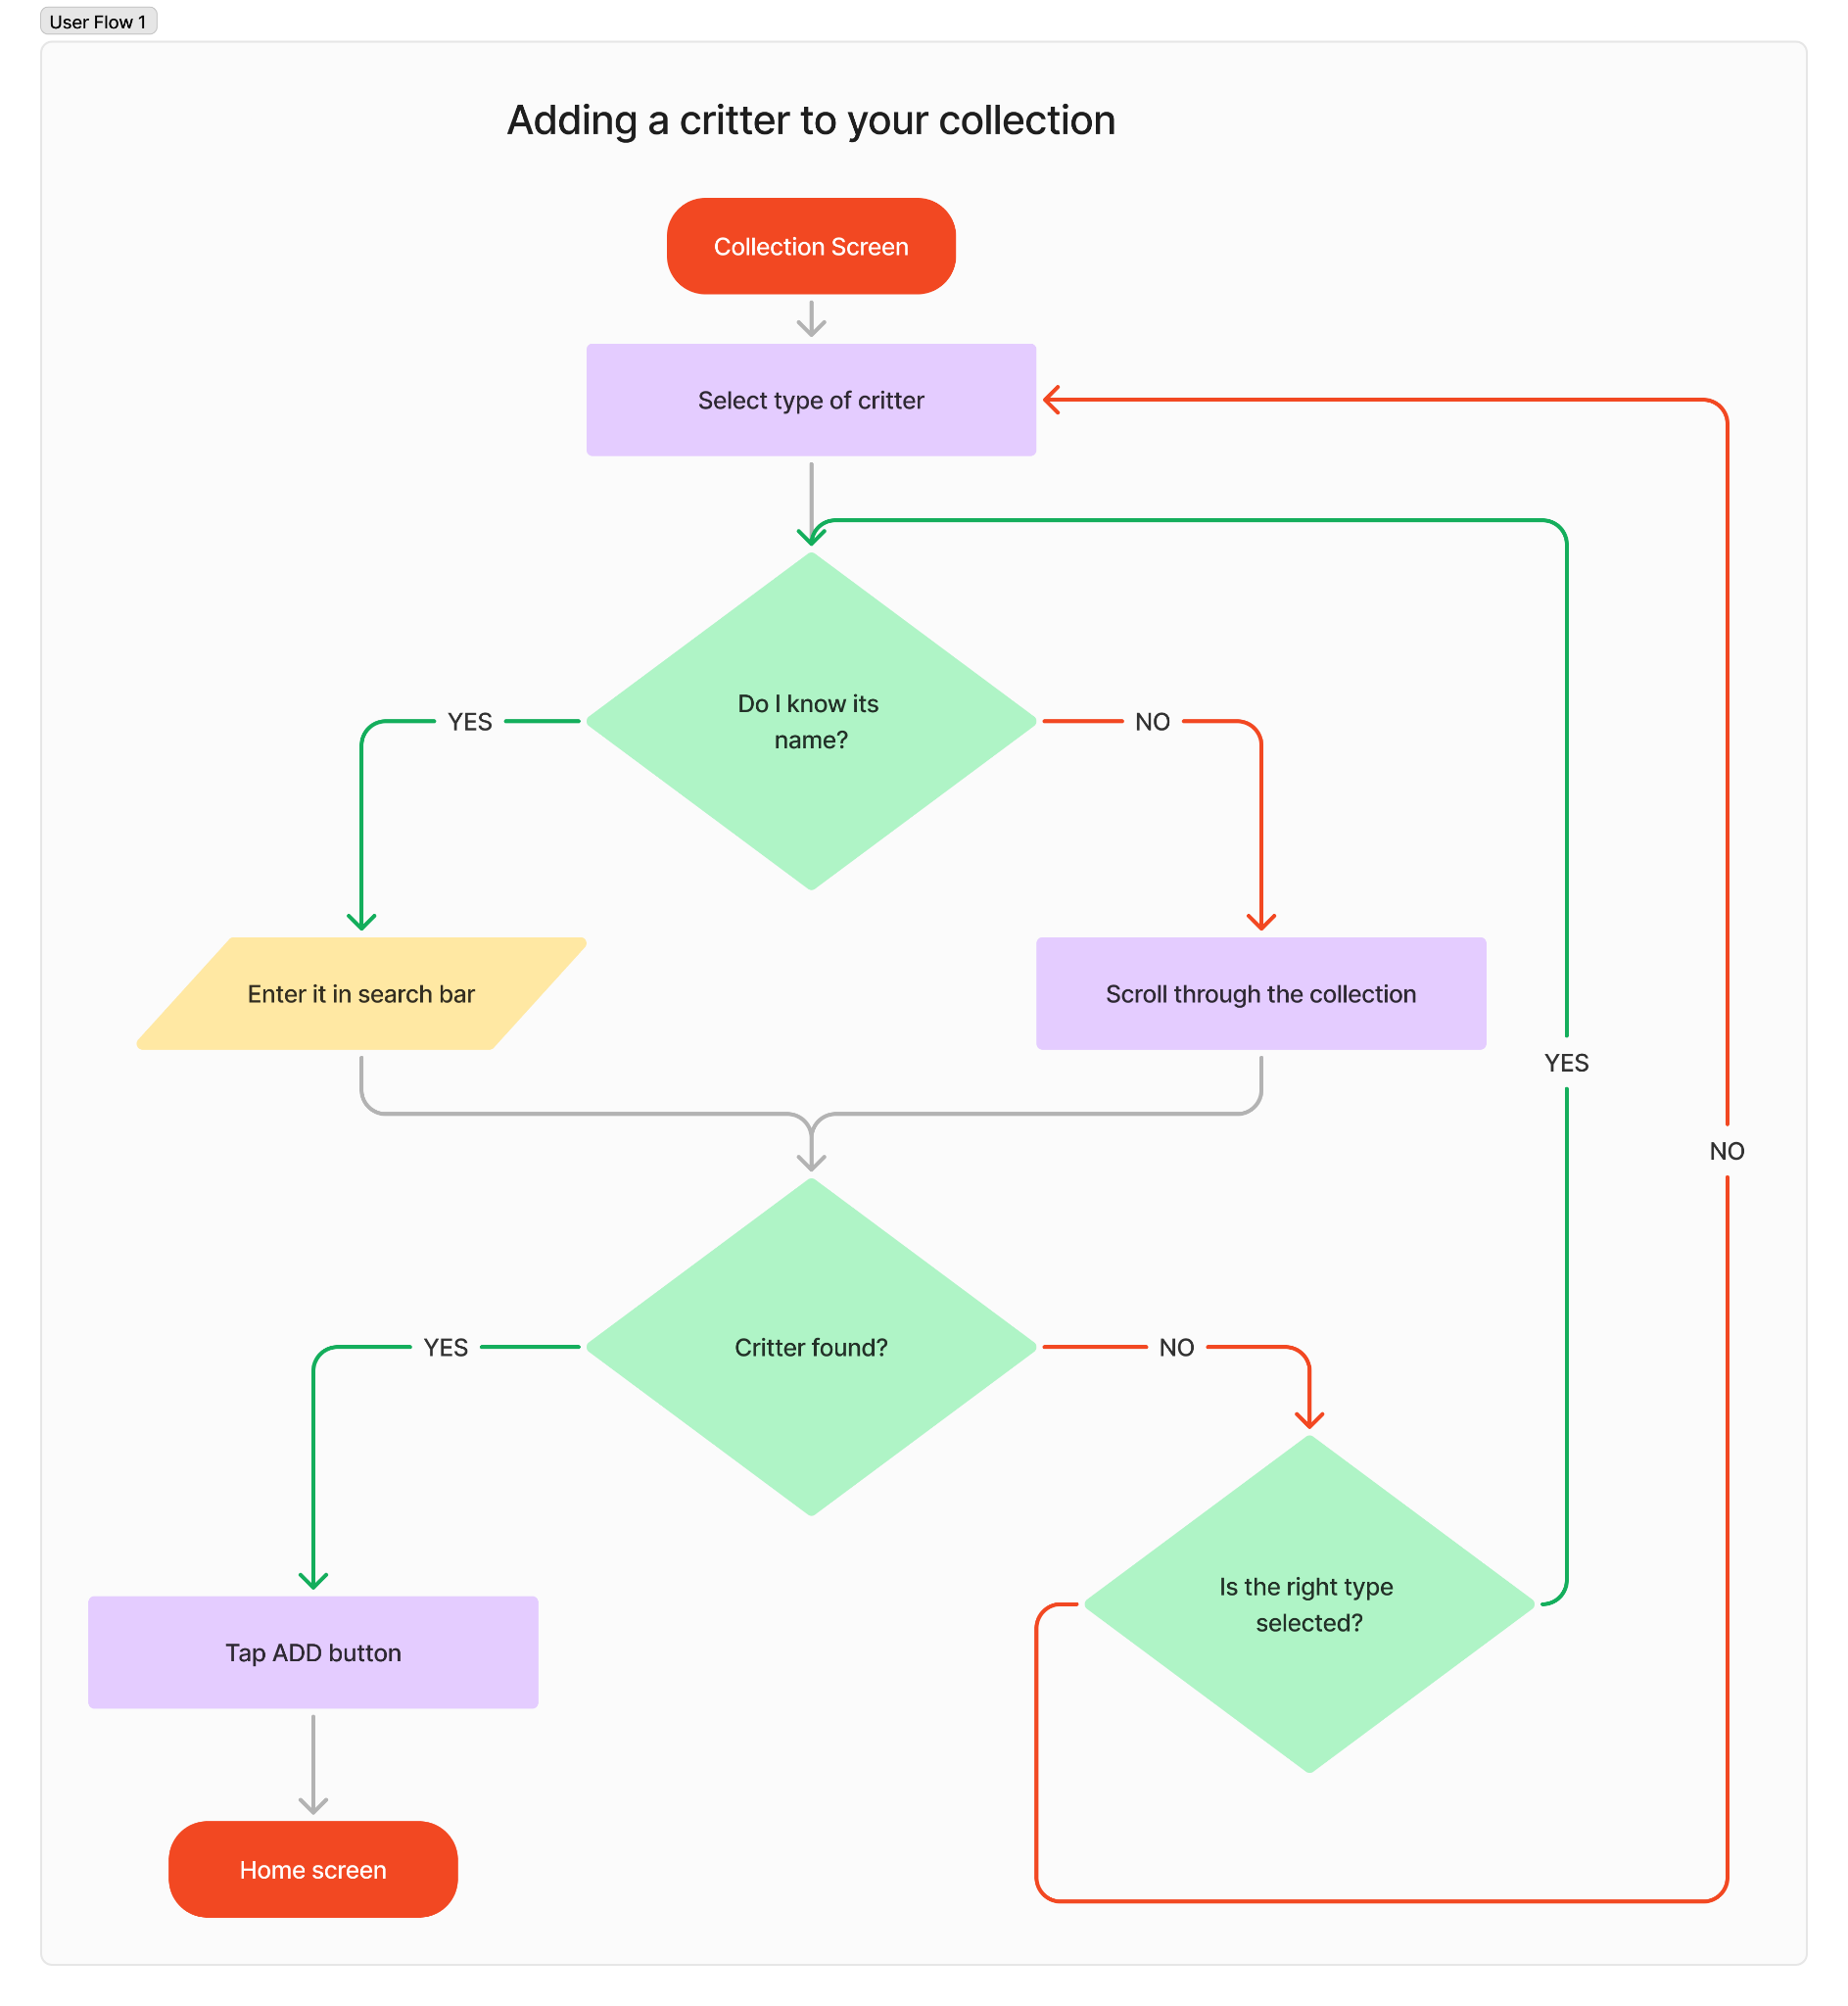 User Flow 1
Adding a critter to your collection
Collection Screen
Select type of critter
Do I know its
name?
YES
NO
Enter it in search bar
Scroll through the collection
YES
NO
Critter found?
YES
NO
Is the right type
selected?
Tap ADD button
Home screen